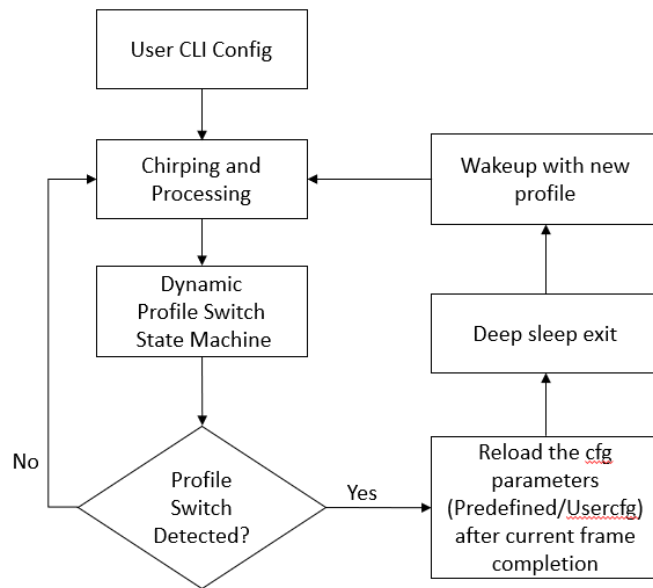 User CLI Config
Chirping and
Processing
Wakeup with new
profile
Dynamic
Profile Switch
State Machine
Deep sleep exit
No
Profile
Switch
Detected?
Yes
Reload the cfg
parameters
(Predefined/Usercfg)
after current frame
completion